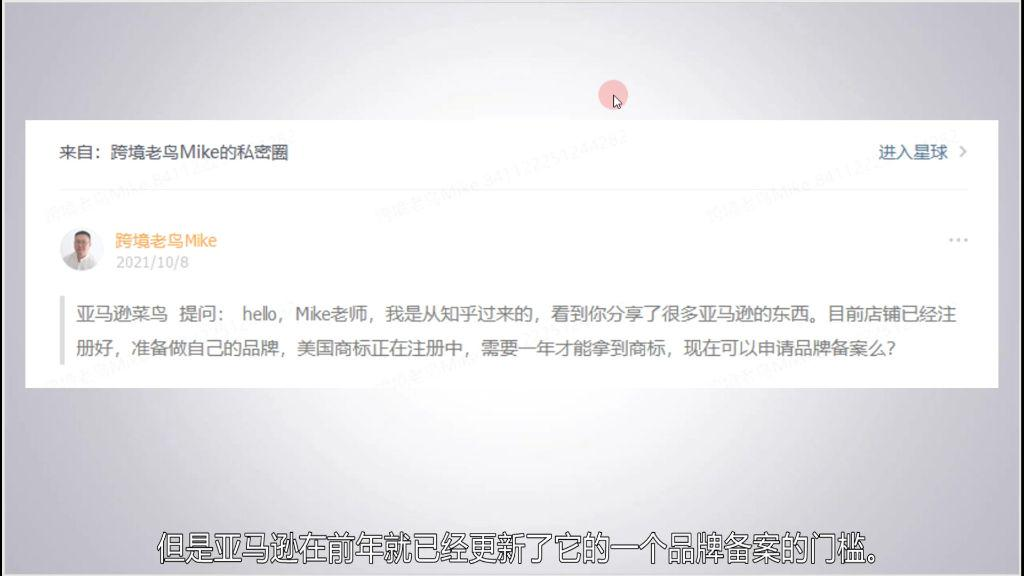 来自：跨境老鸟Mike的私密圈
进入星球
跨境老鸟Mike
2021/10/8
亚马逊菜鸟 提问： hello，Mike老师，我是从知乎过来的，看到你分享了很多亚马逊的东西。目前店铺已经注
册好，准备做自己的品牌，美国商标正在注册中，需要一年才能拿到商标，现在可以申请品牌备案么？
但是亚马逊在前年就已经更新了它的一个品牌备案的门槛。